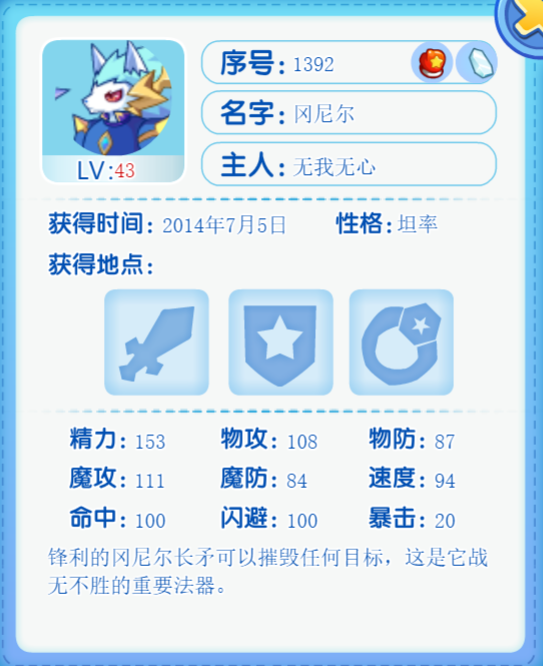 LV:43
序号: 1392
名字: 冈尼尔
主人: 无我无心
获得时间: 2014年7月5日 性格: 坦率
获得地点:
精力: 153 物攻: 108 物防: 87
魔攻: 111 魔防: 84 速度: 94
命中: 100 闪避: 100 暴击: 20
锋利的冈尼尔长矛可以摧毁任何目标，这是它战
无不胜的重要法器。